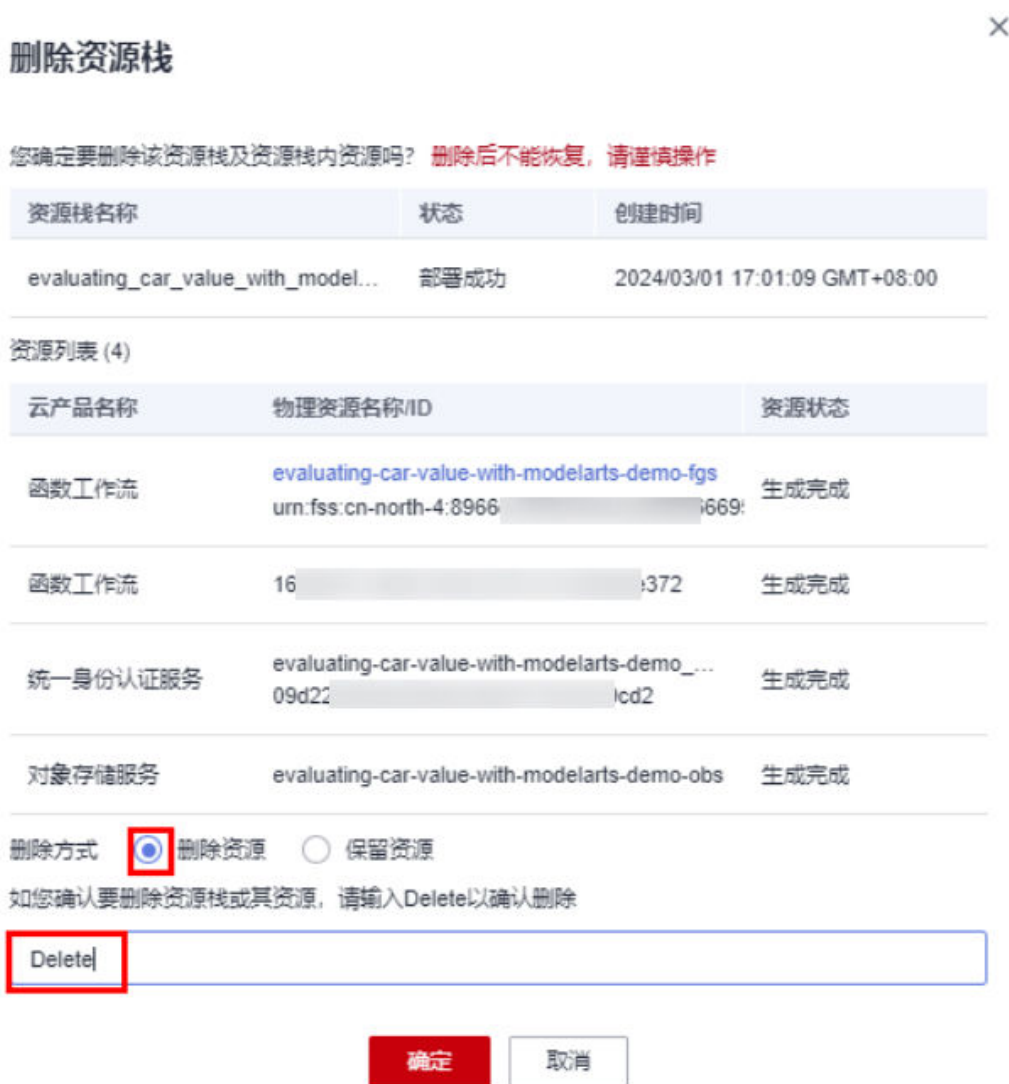 删除资源栈
您确定要删除该资源栈及资源栈内资源吗？ 删除后不能恢复，请谨慎操作
资源栈名称 状态 创建时间
evaluating_car_value_with_model... 部署成功 2024/03/01 17:01:09 GMT+08:00
资源列表 (4)
云产品名称 物理资源名称/ID 资源状态
函数工作流 evaluating-car-value-with-modelarts-demo-fgs 生成完成
urn:fss:cn-north-4:8966 669
函数工作流 16 372 生成完成
统一身份认证服务 evaluating-car-value-with-modelarts-demo_... 生成完成
09d22 cd2
对象存储服务 evaluating-car-value-with-modelarts-demo-obs 生成完成
删除方式 删除资源 保留资源
如您确认要删除资源栈或其资源，请输入Delete以确认删除
Delete
确定 取消